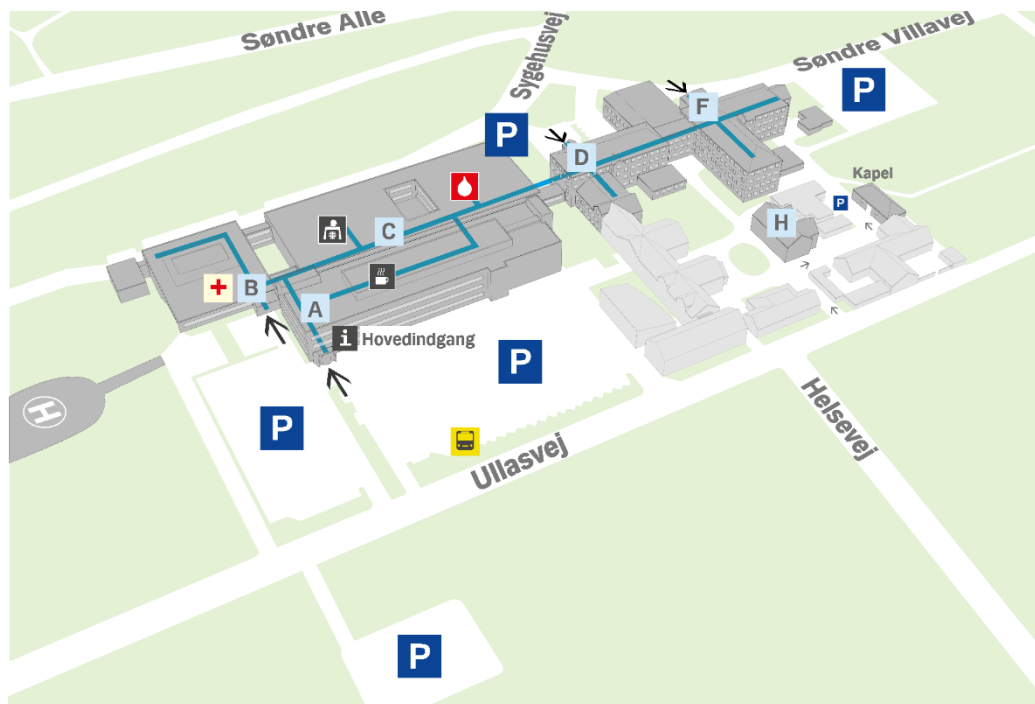 Søndre Alle
Sygehusvej
Søndre Villavej
P
P
F
D
Kapel
P
H
C
B
A
i Hovedindgang
P
H
P
Ullasvej
Helsevej
P